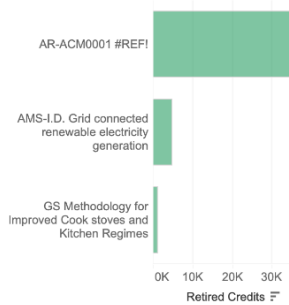 AR-ACM0001 #REF!
AMS-I.D. Grid connected
renewable electricity
generation
GS Methodology for
Improved Cook stoves and
Kitchen Regimes
0K 10K 20K 30K
Retired Credits